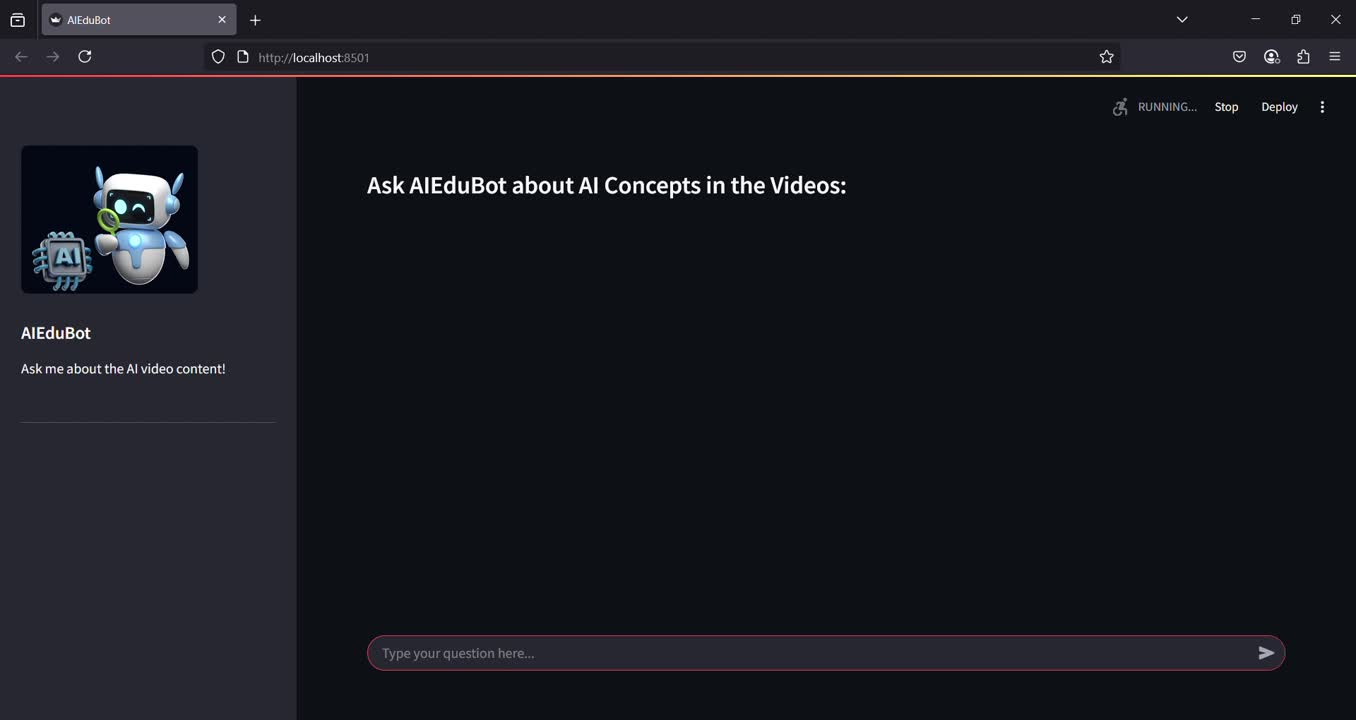 AIEduBot
http://localhost:8501
RUNNING... Stop Deploy
AI
AIEduBot
Ask me about the AI video content!
Ask AIEduBot about AI Concepts in the Videos:
Type your question here...